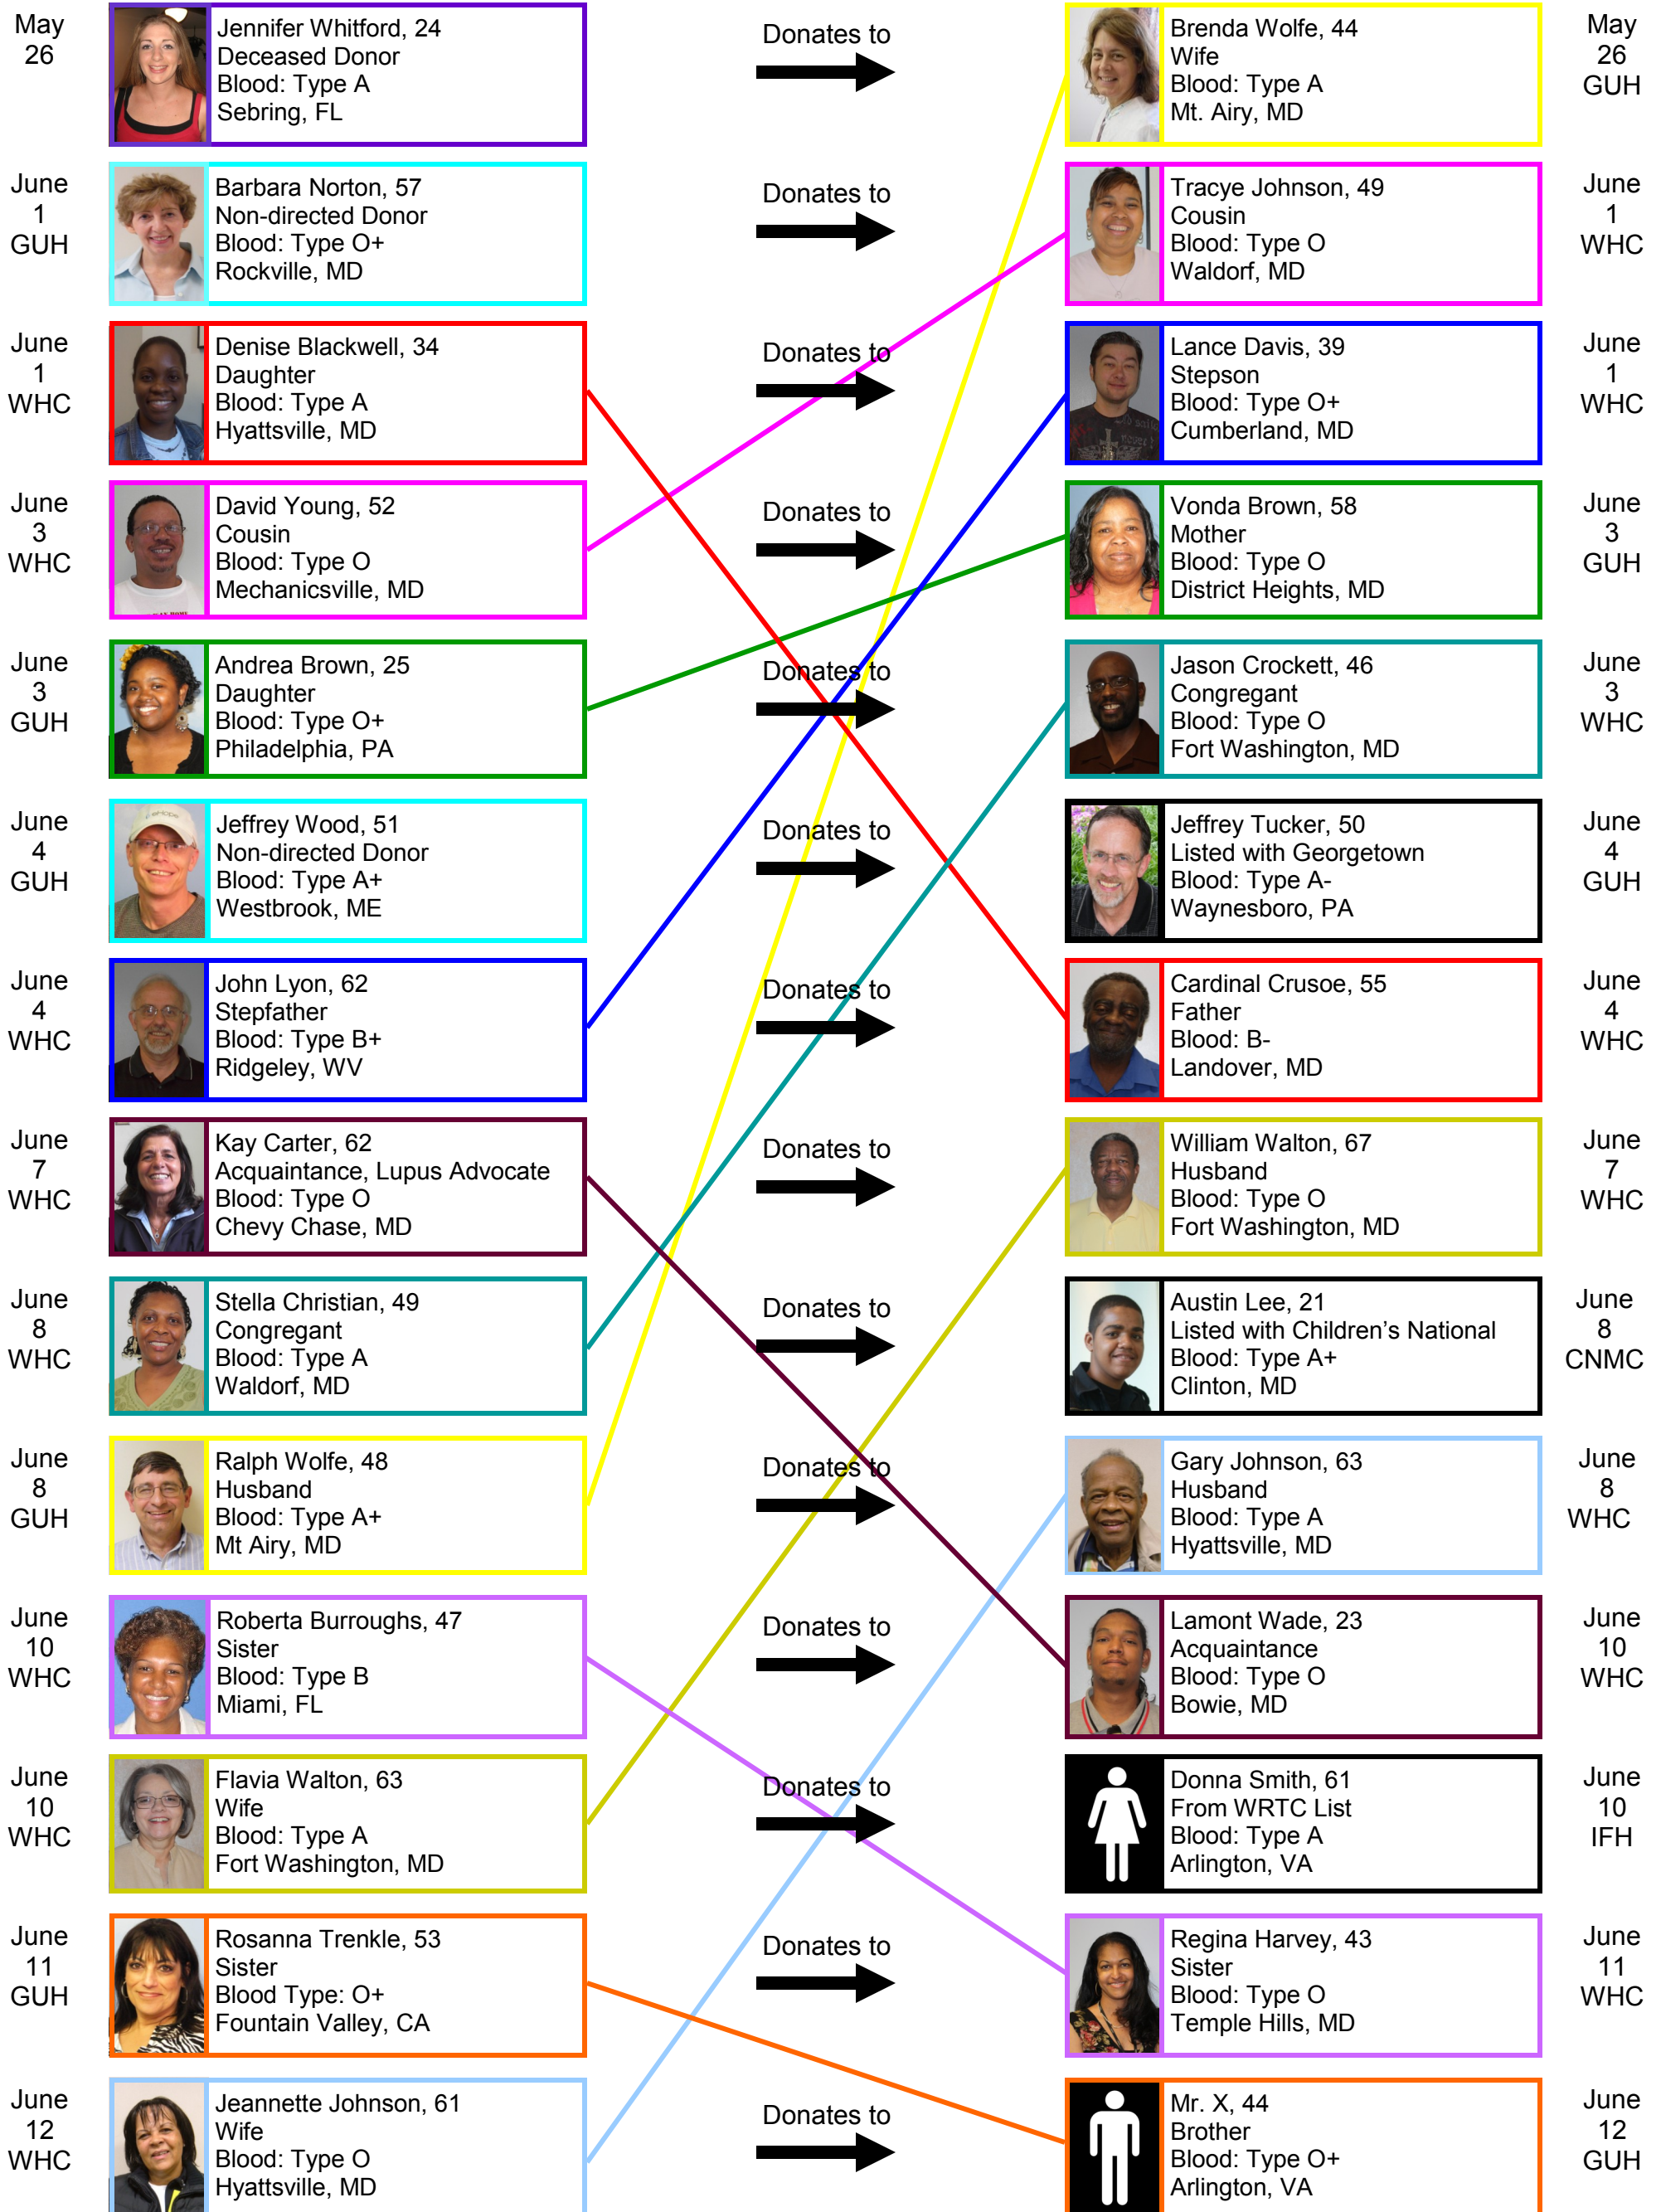 May
26
Jennifer Whitford, 24
Deceased Donor
Blood: Type A
Sebring, FL
Donates to
Brenda Wolfe, 44
Wife
Blood: Type A
Mt. Airy, MD
May
26
GUH
June
1
GUH
Barbara Norton, 57
Non-directed Donor
Blood: Type O+
Rockville, MD
Donates to
Tracye Johnson, 49
Cousin
Blood: Type O
Waldorf, MD
June
1
WHC
June
1
WHC
Denise Blackwell, 34
Daughter
Blood: Type A
Hyattsville, MD
Donates to
Lance Davis, 39
Stepson
Blood: Type O+
Cumberland, MD
June
1
WHC
June
3
WHC
David Young, 52
Cousin
Blood: Type O
Mechanicsville, MD
Donates to
Vonda Brown, 58
Mother
Blood: Type O
District Heights, MD
June
3
GUH
June
3
GUH
Andrea Brown, 25
Daughter
Blood: Type O+
Philadelphia, PA
Donates to
Jason Crockett, 46
Congregant
Blood: Type O
Fort Washington, MD
June
3
WHC
June
4
GUH
Jeffrey Wood, 51
Non-directed Donor
Blood: Type A+
Westbrook, ME
Donates to
Jeffrey Tucker, 50
Listed with Georgetown
Blood: Type A-
Waynesboro, PA
June
4
GUH
June
4
WHC
John Lyon, 62
Stepfather
Blood: Type B+
Ridgeley, WV
Donates to
Cardinal Crusoe, 55
Father
Blood: B-
Landover, MD
June
4
WHC
June
7
WHC
Kay Carter, 62
Acquaintance, Lupus Advocate
Blood: Type O
Chevy Chase, MD
Donates to
William Walton, 67
Husband
Blood: Type O
Fort Washington, MD
June
7
WHC
June
8
WHC
Stella Christian, 49
Congregant
Blood: Type A
Waldorf, MD
Donates to
Austin Lee, 21
Listed with Children’s National
Blood: Type A+
Clinton, MD
June
8
CNMC
June
8
GUH
Ralph Wolfe, 48
Husband
Blood: Type A+
Mt Airy, MD
Donates to
Gary Johnson, 63
Husband
Blood: Type A
Hyattsville, MD
June
8
WHC
June
10
WHC
Roberta Burroughs, 47
Sister
Blood: Type B
Miami, FL
Donates to
Lamont Wade, 23
Acquaintance
Blood: Type O
Bowie, MD
June
10
WHC
June
10
WHC
Flavia Walton, 63
Wife
Blood: Type A
Fort Washington, MD
Donates to
Donna Smith, 61
From WRTC List
Blood: Type A
Arlington, VA
June
10
IFH
June
11
GUH
Rosanna Trenkle, 53
Sister
Blood Type: O+
Fountain Valley, CA
Donates to
Regina Harvey, 43
Sister
Blood: Type O
Temple Hills, MD
June
11
WHC
June
12
WHC
Jeannette Johnson, 61
Wife
Blood: Type O
Hyattsville, MD
Donates to
Mr. X, 44
Brother
Blood: Type O+
Arlington, VA
June
12
GUH